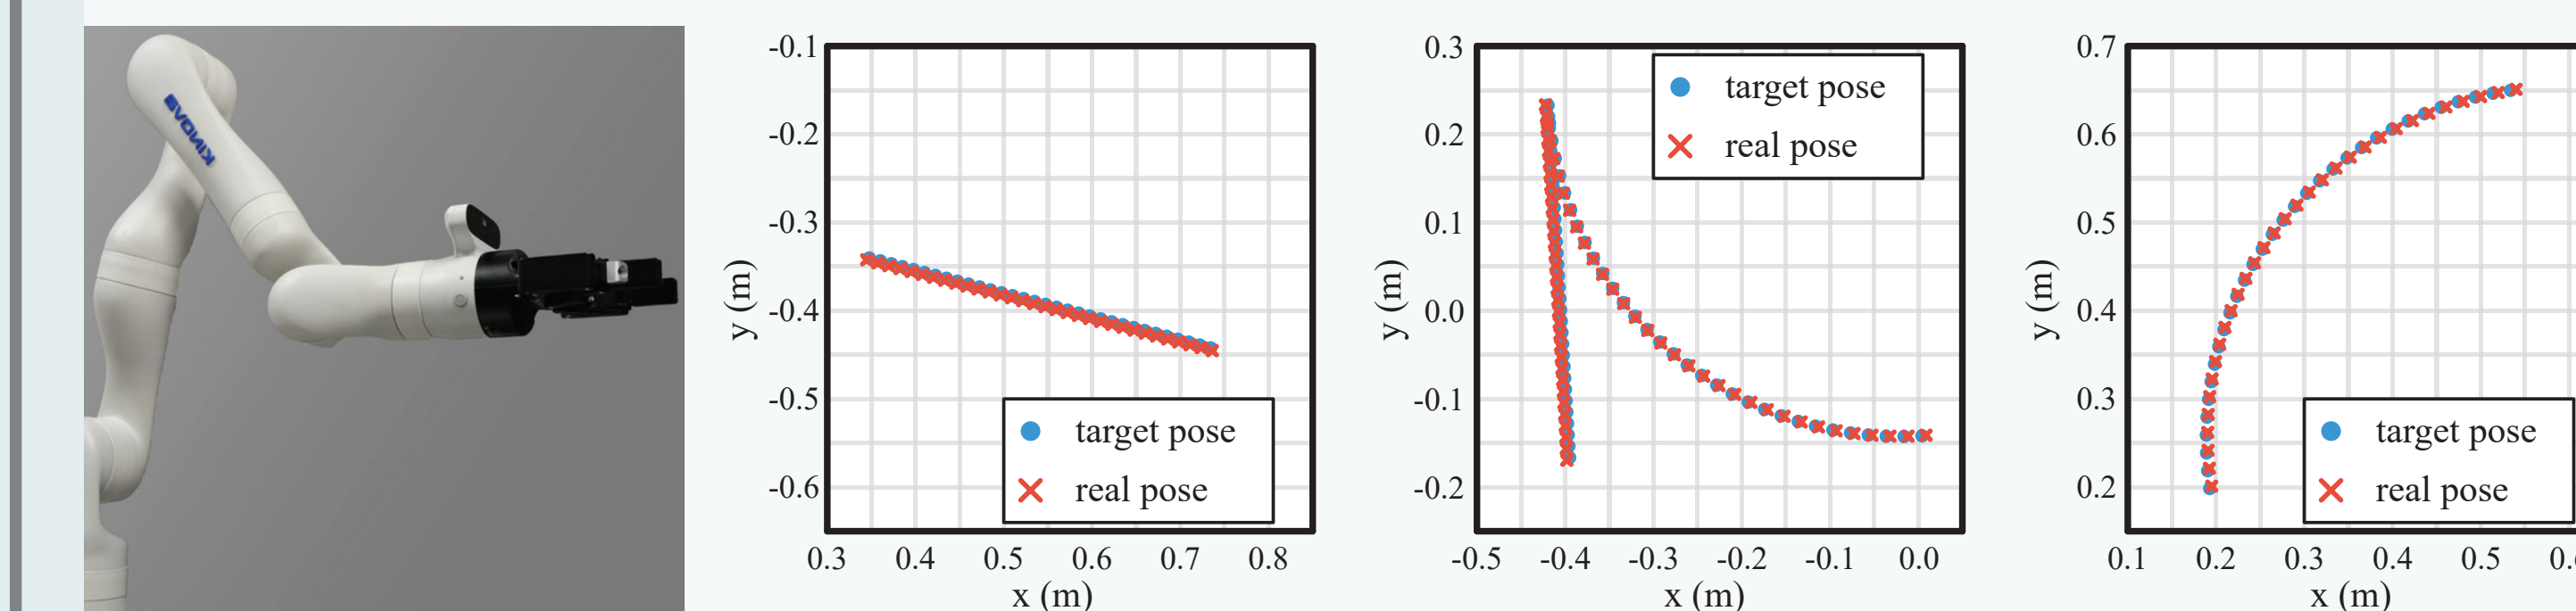 KINOVA
-0.1
-0.2
-0.3
-0.4
-0.5
-0.6
y (m)
target pose
real pose
0.3 0.4 0.5 0.6 0.7 0.8
x (m)
0.3
0.2
0.1
0.0
-0.1
-0.2
y (m)
target pose
real pose
-0.5 -0.4 -0.3 -0.2 -0.1 0.0
x (m)
0.7
0.6
0.5
0.4
0.3
0.2
y (m)
target pose
real pose
0.1 0.2 0.3 0.4 0.5
x (m)